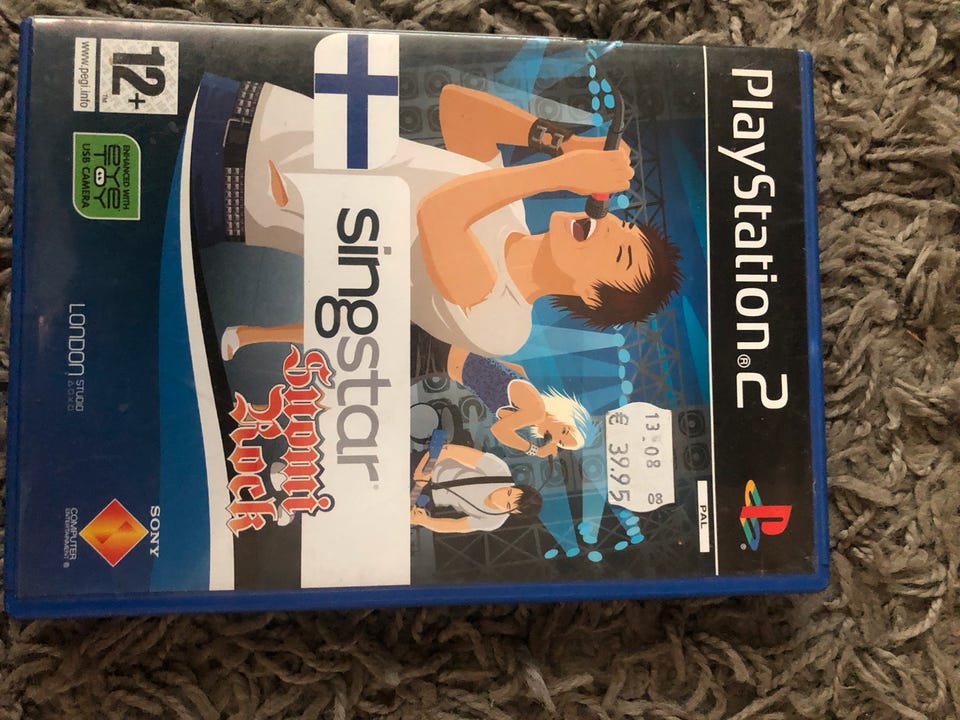 PlayStation®2
PAL
13 08 08
€ 39.95
singstar®
Suomi
Rock
12+
www.pegi.info
ENHANCED WITH
EYE
TOY™
USB CAMERA
LONDON STUDIO
SONY
COMPUTER
ENTERTAINMENT®